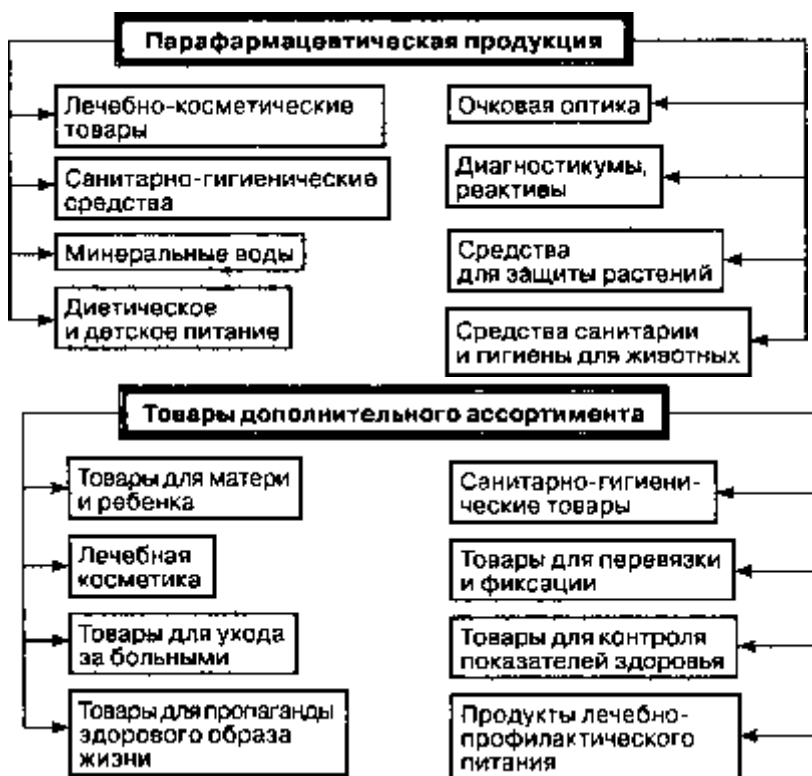 Парафармацевтическая продукция
Лечебно-косметические
товары
Санитарно-гигиенические
средства
Минеральные воды
Диетическое
и детское питание
Очковая оптика
Диагностикумы,
реактивы
Средства
для защиты растений
Средства санитарии
и гигиены для животных
Товары дополнительного ассортимента
Товары для матери
и ребенка
Лечебная
косметика
Товары для ухода
за больными
Товары для пропаганды
здорового образа
жизни
Санитарно-гигиени-
ческие товары
Товары для перевязки
и фиксации
Товары для контроля
показателей здоровья
Продукты лечебно-
профилактического
питания